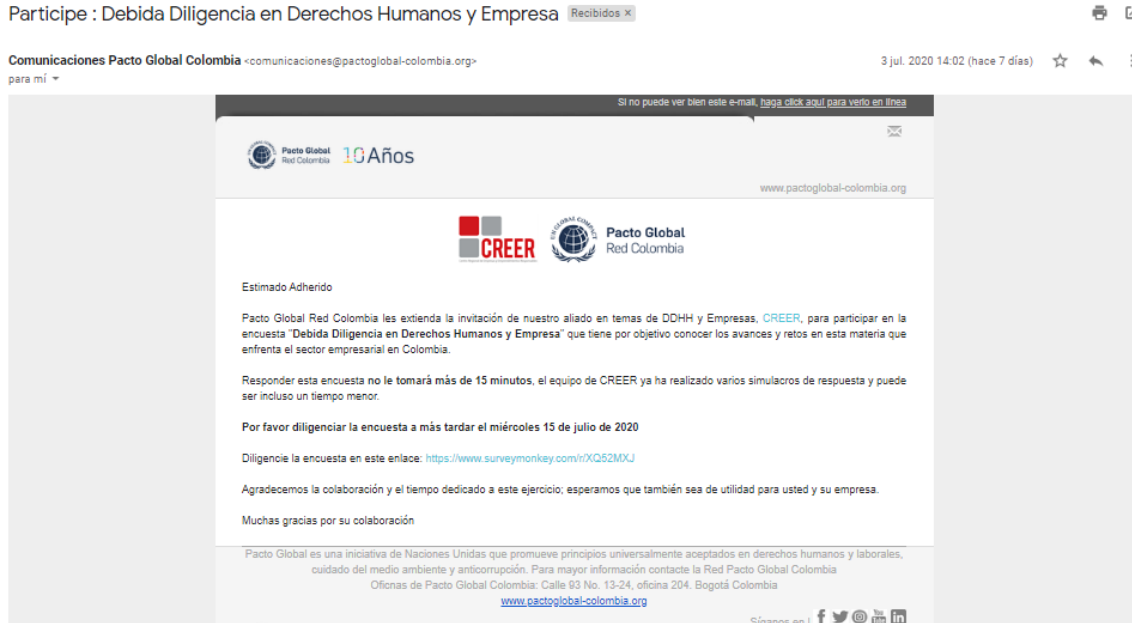 Participe : Debida Diligencia en Derechos Humanos y Empresa Recibidos ×
Comunicaciones Pacto Global Colombia <comunicaciones@pactoglobal-colombia.org> 3 jul. 2020 14:02 (hace 7 días)
para mí
Si no puede ver bien este e-mail, haga click aquí para verlo en línea
Pacto Global
Red Colombia
10 Años
www.pactoglobal-colombia.org
CREER
Pacto Global
Red Colombia
Estimado Adherido
Pacto Global Red Colombia les extienda la invitación de nuestro aliado en temas de DDHH y Empresas, CREER, para participar en la
encuesta "Debida Diligencia en Derechos Humanos y Empresa" que tiene por objetivo conocer los avances y retos en esta materia que
enfrenta el sector empresarial en Colombia.
Responder esta encuesta no le tomará más de 15 minutos, el equipo de CREER ya ha realizado varios simulacros de respuesta y puede
ser incluso un tiempo menor.
Por favor diligenciar la encuesta a más tardar el miércoles 15 de julio de 2020
Diligencie la encuesta en este enlace: https://www.surveymonkey.com/r/XQ52MXJ
Agradecemos la colaboración y el tiempo dedicado a este ejercicio; esperamos que también sea de utilidad para usted y su empresa.
Muchas gracias por su colaboración
Pacto Global es una iniciativa de Naciones Unidas que promueve principios universalmente aceptados en derechos humanos y laborales,
cuidado del medio ambiente y anticorrupción. Para mayor información contacte la Red Pacto Global Colombia
Oficnas de Pacto Global Colombia: Calle 93 No. 13-24, oficina 204. Bogotá Colombia
www.pactoglobal-colombia.org
Síganos en |